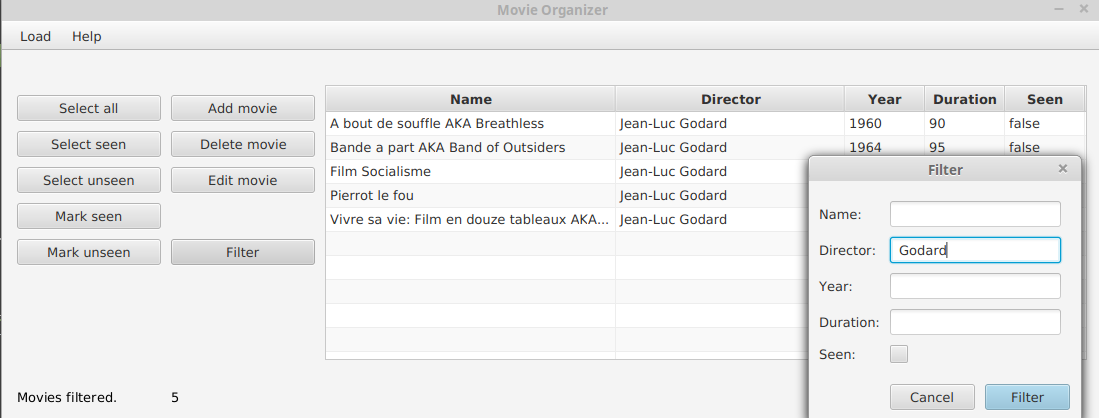 Movie Organizer
Load Help
Select all Add movie
Select seen Delete movie
Select unseen Edit movie
Mark seen
Mark unseen Filter
Name Director Year Duration Seen
A bout de souffle AKA Breathless Jean-Luc Godard 1960 90 false
Bande a part AKA Band of Outsiders Jean-Luc Godard 1964 95 false
Film Socialisme Jean-Luc Godard
Pierrot le fou Jean-Luc Godard
Vivre sa vie: Film en douze tableaux AKA... Jean-Luc Godard
Filter
Name:
Director: Godard
Year:
Duration:
Seen:
Cancel Filter
Movies filtered. 5